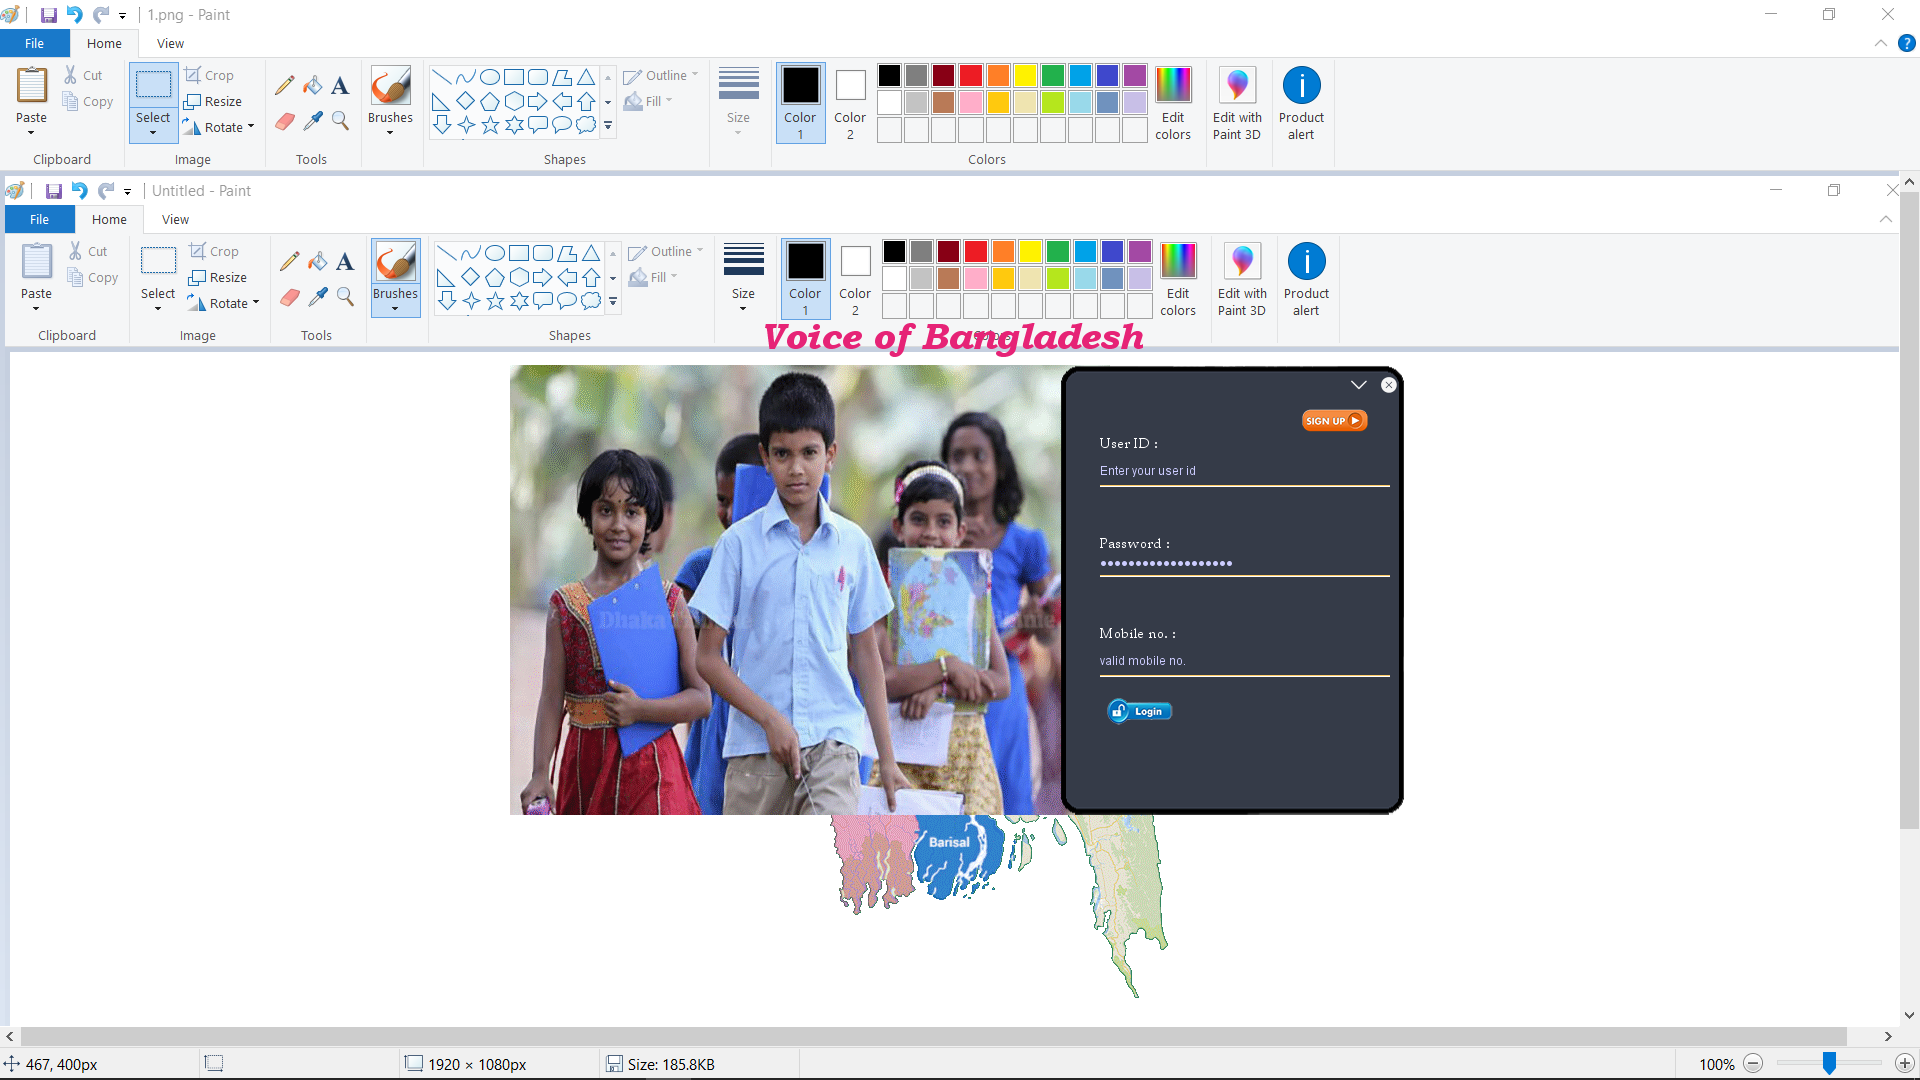 1.png - Paint
File Home View
Paste Cut Copy Clipboard
Select Crop Resize Rotate Image
Tools
Brushes
Outline Fill Shapes
Size
Color 1 Color 2 Edit colors Colors
Edit with Paint 3D
Product alert
Untitled - Paint
File Home View
Paste Cut Copy Clipboard
Select Crop Resize Rotate Image
A Tools
Brushes
Outline Fill Shapes
Size
Color 1 Color 2 Edit colors
Edit with Paint 3D
Product alert
Voice of Bangladesh
SIGN UP
User ID :
Enter your user id
Password :
Mobile no. :
valid mobile no.
Login
Barisal
467, 400px
1920 × 1080px
Size: 185.8KB
100%